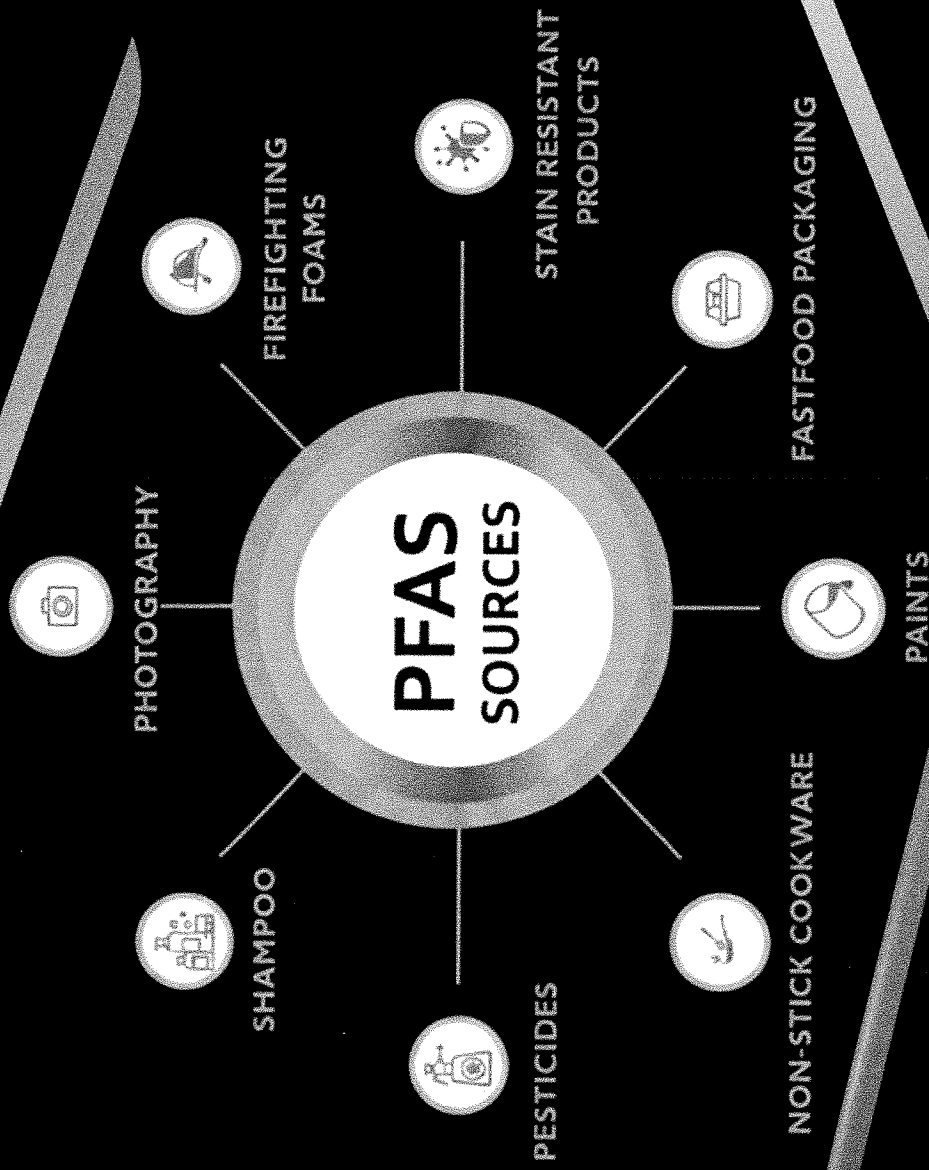 PHOTOGRAPHY
SHAMPOO
FIREFIGHTING
FOAMS
PFAS
SOURCES
PESTICIDES
STAIN RESISTANT
PRODUCTS
NON-STICK COOKWARE
FASTFOOD PACKAGING
PAINTS